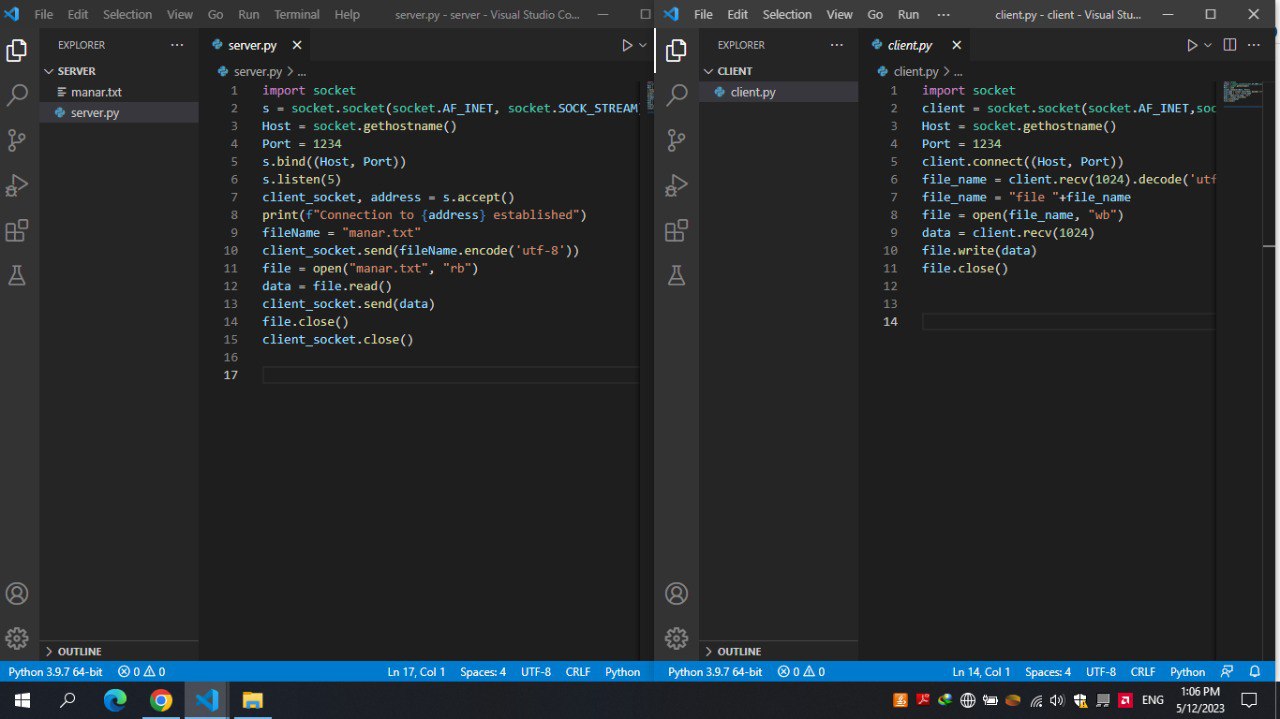 File Edit Selection View Go Run Terminal Help server.py - server - Visual Studio Co...
EXPLORER
server.py
SERVER
manar.txt
server.py
server.py > ...
1 import socket
2 s = socket.socket(socket.AF_INET, socket.SOCK_STREAM)
3 Host = socket.gethostname()
4 Port = 1234
5 s.bind((Host, Port))
6 s.listen(5)
7 client_socket, address = s.accept()
8 print(f"Connection to {address} established")
9 fileName = "manar.txt"
10 client_socket.send(fileName.encode('utf-8'))
11 file = open("manar.txt", "rb")
12 data = file.read()
13 client_socket.send(data)
14 file.close()
15 client_socket.close()
16
17
OUTLINE
Python 3.9.7 64-bit 0 0 Ln 17, Col 1 Spaces: 4 UTF-8 CRLF Python
File Edit Selection View Go Run ... client.py - client - Visual Stu...
EXPLORER
client.py
CLIENT
client.py
client.py > ...
1 import socket
2 client = socket.socket(socket.AF_INET,soc
3 Host = socket.gethostname()
4 Port = 1234
5 client.connect((Host, Port))
6 file_name = client.recv(1024).decode('utf
7 file_name = "file "+file_name
8 file = open(file_name, "wb")
9 data = client.recv(1024)
10 file.write(data)
11 file.close()
12
13
14
OUTLINE
Python 3.9.7 64-bit 0 0 Ln 14, Col 1 Spaces: 4 UTF-8 CRLF Python
ENG
1:06 PM
5/12/2023